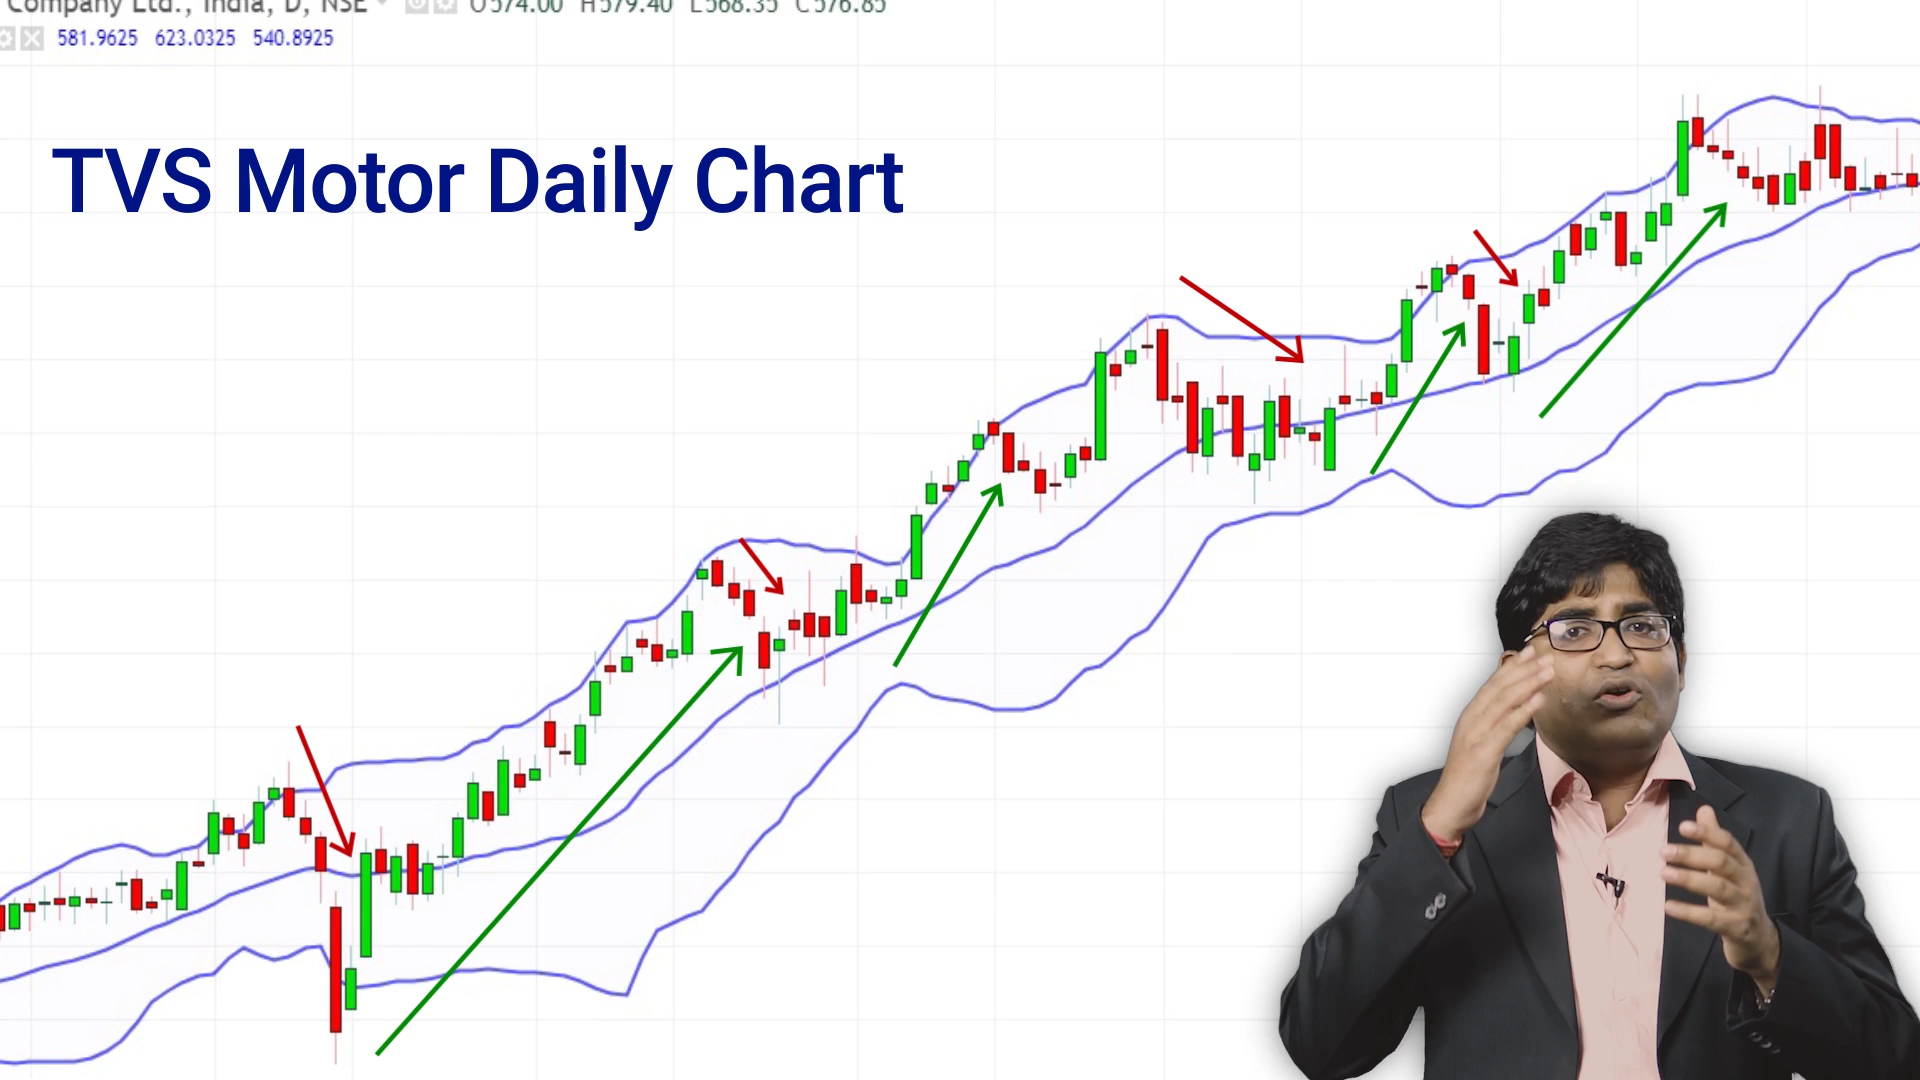 Company Ltd., India, D, NSE O574.00 H579.40 L568.35 C576.85
581.9625 623.0325 540.8925
TVS Motor Daily Chart